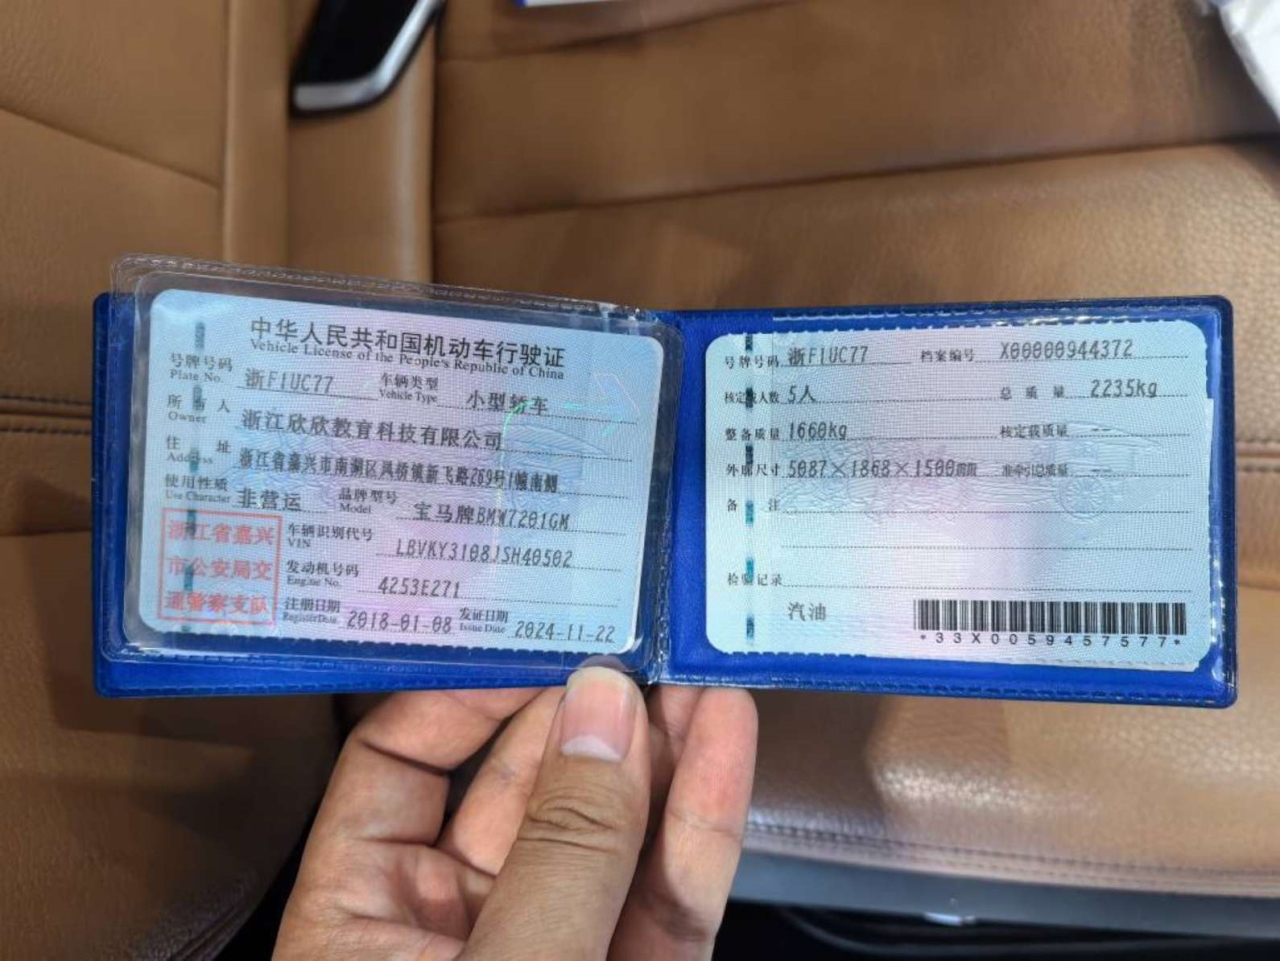 中华人民共和国机动车行驶证
Vehicle License of the People's Republic of China
号牌号码 浙F1UC77 车辆类型 小型轿车
Plate No. Vehicle Type
所有人 浙江欣欣教育科技有限公司
Owner
住址 浙江省嘉兴市南湖区凤桥镇新飞路269号1幢南侧
Address
使用性质 非营运 品牌型号 宝马牌BMW7201GM
Use Character Model
浙江省嘉兴
市公安局交
通警察支队
车辆识别代号 LBVKY3108JSH40502
VIN
发动机号码 4253E271
Engine No.
注册日期 2018-01-08 发证日期 2024-11-22
Register Date Issue Date
号牌号码 浙F1UC77 档案编号 X00000944372
核定载人数 5人 总质量 2235kg
整备质量 1660kg 核定载质量 --
外廓尺寸 5087×1868×1500mm 准牵引总质量 --
备注
检验记录
汽油
*33X0059457577*